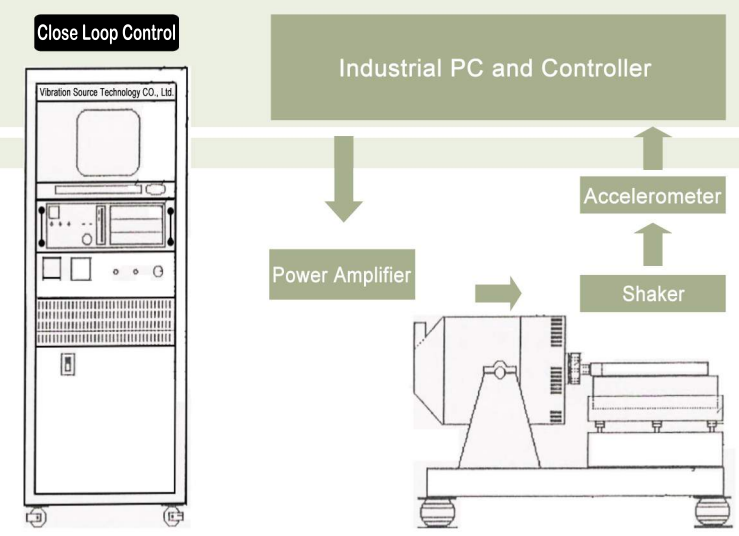 Close Loop Control
Vibration Source Technology CO., Ltd.
Industrial PC and Controller
Accelerometer
Power Amplifier
Shaker